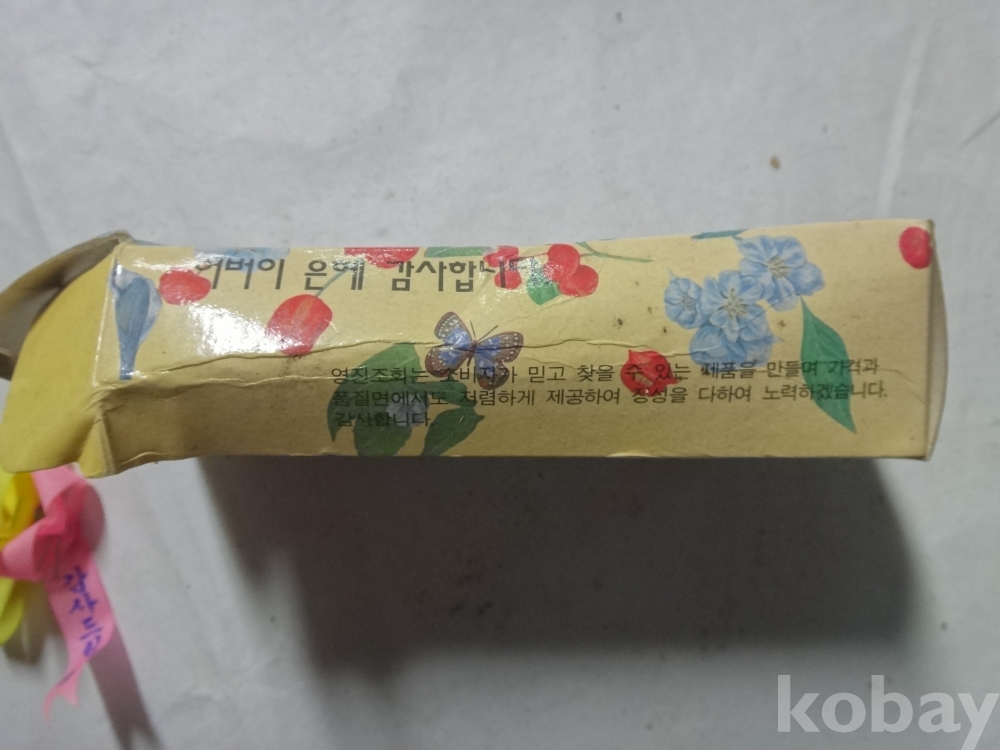 어버이 은혜 감사합니다
영진조화는 소비자가 믿고 찾을 수 있는 제품을 만들며 가격과
품질면에서도 저렴하게 제공하여 정성을 다하여 노력하겠습니다.
감사합니다.
감사드려
kobay